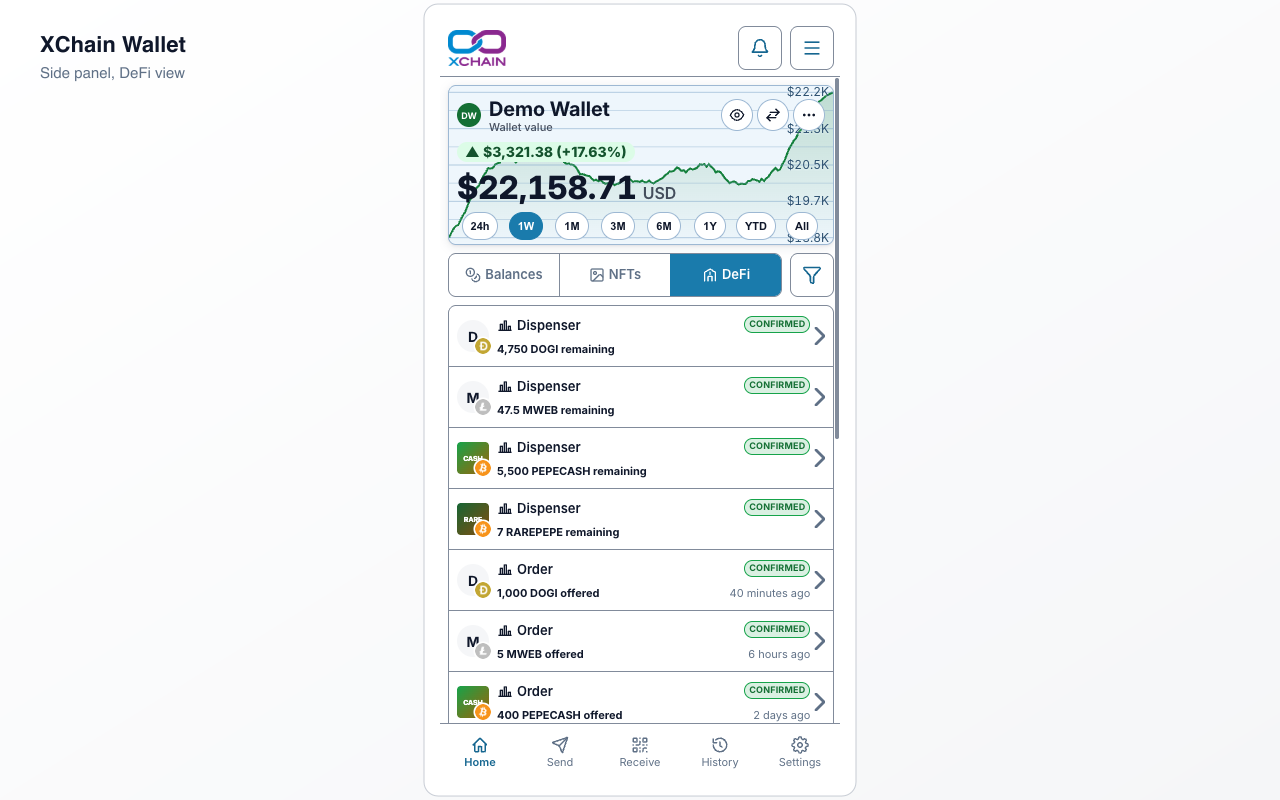 XChain Wallet
Side panel, DeFi view
XCHAIN
$22.2K
DW
Demo Wallet
Wallet value
▲ $3,321.38 (+17.63%)
$20.5K
$22,158.71 USD
$19.7K
24h 1W 1M 3M 6M 1Y YTD All
Balances NFTs DeFi
D Dispenser CONFIRMED
4,750 DOGI remaining
M Dispenser CONFIRMED
47.5 MWEB remaining
CASH Dispenser CONFIRMED
5,500 PEPECASH remaining
RARE Dispenser CONFIRMED
7 RAREPEPE remaining
D Order CONFIRMED
1,000 DOGI offered 40 minutes ago
M Order CONFIRMED
5 MWEB offered 6 hours ago
CASH Order CONFIRMED
400 PEPECASH offered 2 days ago
Home Send Receive History Settings